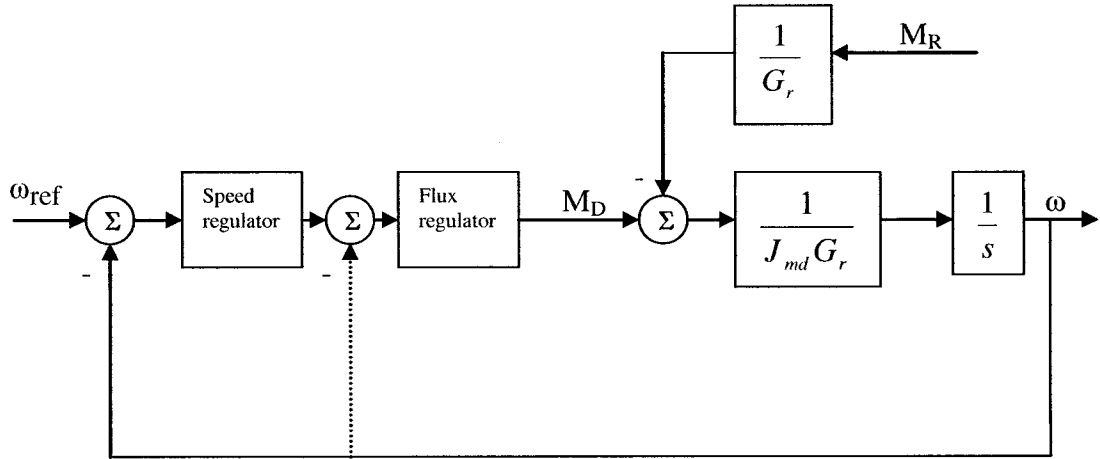 M_R
1
G_r
-
ω_ref
Σ
Speed
regulator
Σ
Flux
regulator
M_D
Σ
1
J_md G_r
1
s
ω
-
-